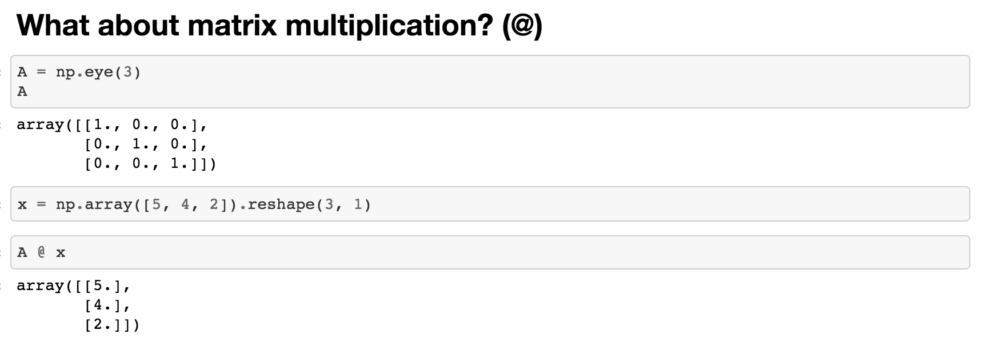 What about matrix multiplication? (@)
A = np.eye(3)
A
array([[1., 0., 0.],
       [0., 1., 0.],
       [0., 0., 1.]])
x = np.array([5, 4, 2]).reshape(3, 1)
A @ x
array([[5.],
       [4.],
       [2.]])